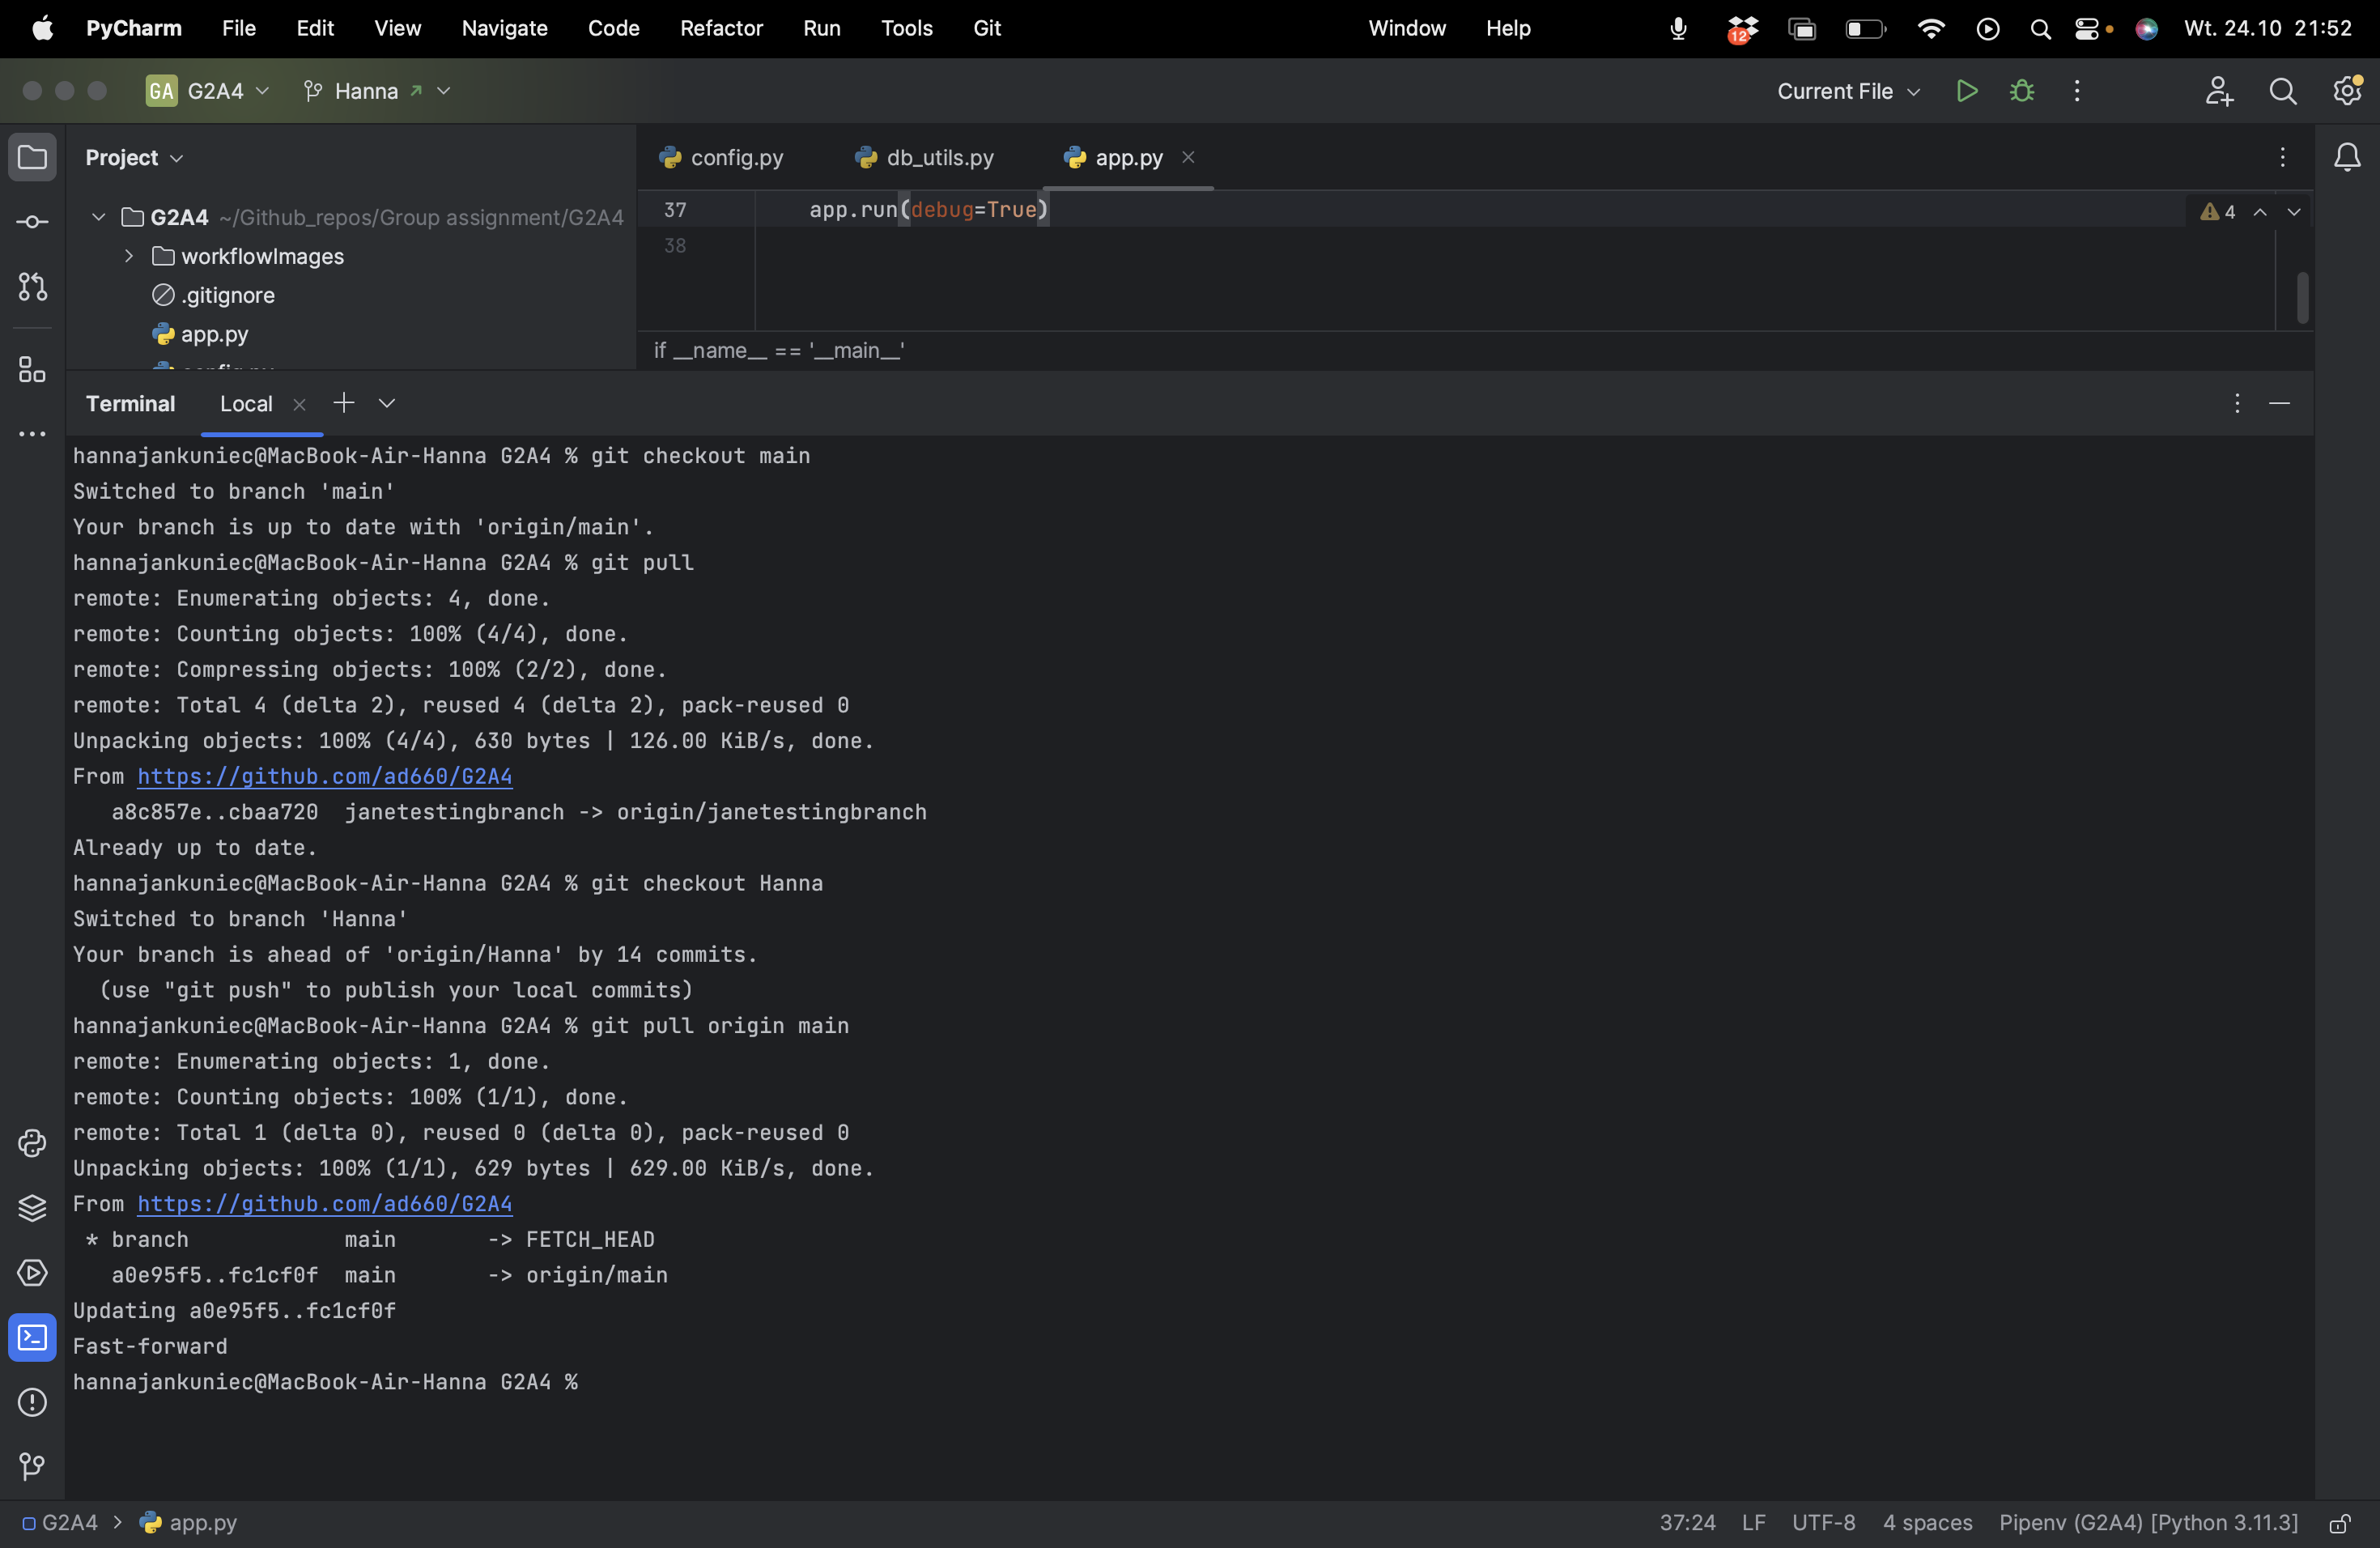 PyCharm File Edit View Navigate Code Refactor Run Tools Git Window Help 12 Wt. 24.10 21:52
GA G2A4 Hanna Current File
Project
config.py db_utils.py app.py
G2A4 ~/Github_repos/Group assignment/G2A4
workflowImages
.gitignore
app.py
37 app.run(debug=True)
4
38
if __name__ == '__main__'
Terminal Local
hannajankuniec@MacBook-Air-Hanna G2A4 % git checkout main
Switched to branch 'main'
Your branch is up to date with 'origin/main'.
hannajankuniec@MacBook-Air-Hanna G2A4 % git pull
remote: Enumerating objects: 4, done.
remote: Counting objects: 100% (4/4), done.
remote: Compressing objects: 100% (2/2), done.
remote: Total 4 (delta 2), reused 4 (delta 2), pack-reused 0
Unpacking objects: 100% (4/4), 630 bytes | 126.00 KiB/s, done.
From https://github.com/ad660/G2A4
   a8c857e..cbaa720  janetestingbranch -> origin/janetestingbranch
Already up to date.
hannajankuniec@MacBook-Air-Hanna G2A4 % git checkout Hanna
Switched to branch 'Hanna'
Your branch is ahead of 'origin/Hanna' by 14 commits.
  (use "git push" to publish your local commits)
hannajankuniec@MacBook-Air-Hanna G2A4 % git pull origin main
remote: Enumerating objects: 1, done.
remote: Counting objects: 100% (1/1), done.
remote: Total 1 (delta 0), reused 0 (delta 0), pack-reused 0
Unpacking objects: 100% (1/1), 629 bytes | 629.00 KiB/s, done.
From https://github.com/ad660/G2A4
 * branch            main       -> FETCH_HEAD
   a0e95f5..fc1cf0f  main       -> origin/main
Updating a0e95f5..fc1cf0f
Fast-forward
hannajankuniec@MacBook-Air-Hanna G2A4 %
G2A4 > app.py 37:24 LF UTF-8 4 spaces Pipenv (G2A4) [Python 3.11.3]